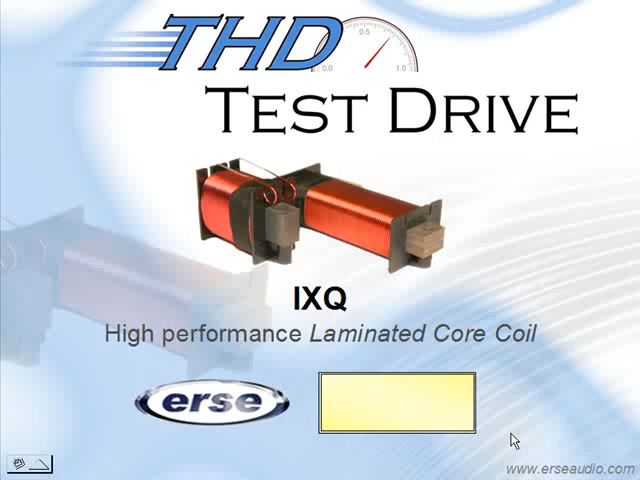 THD
0.0 0.5 1.0
TEST DRIVE
IXQ
High performance Laminated Core Coil
erse
www.erseaudio.com